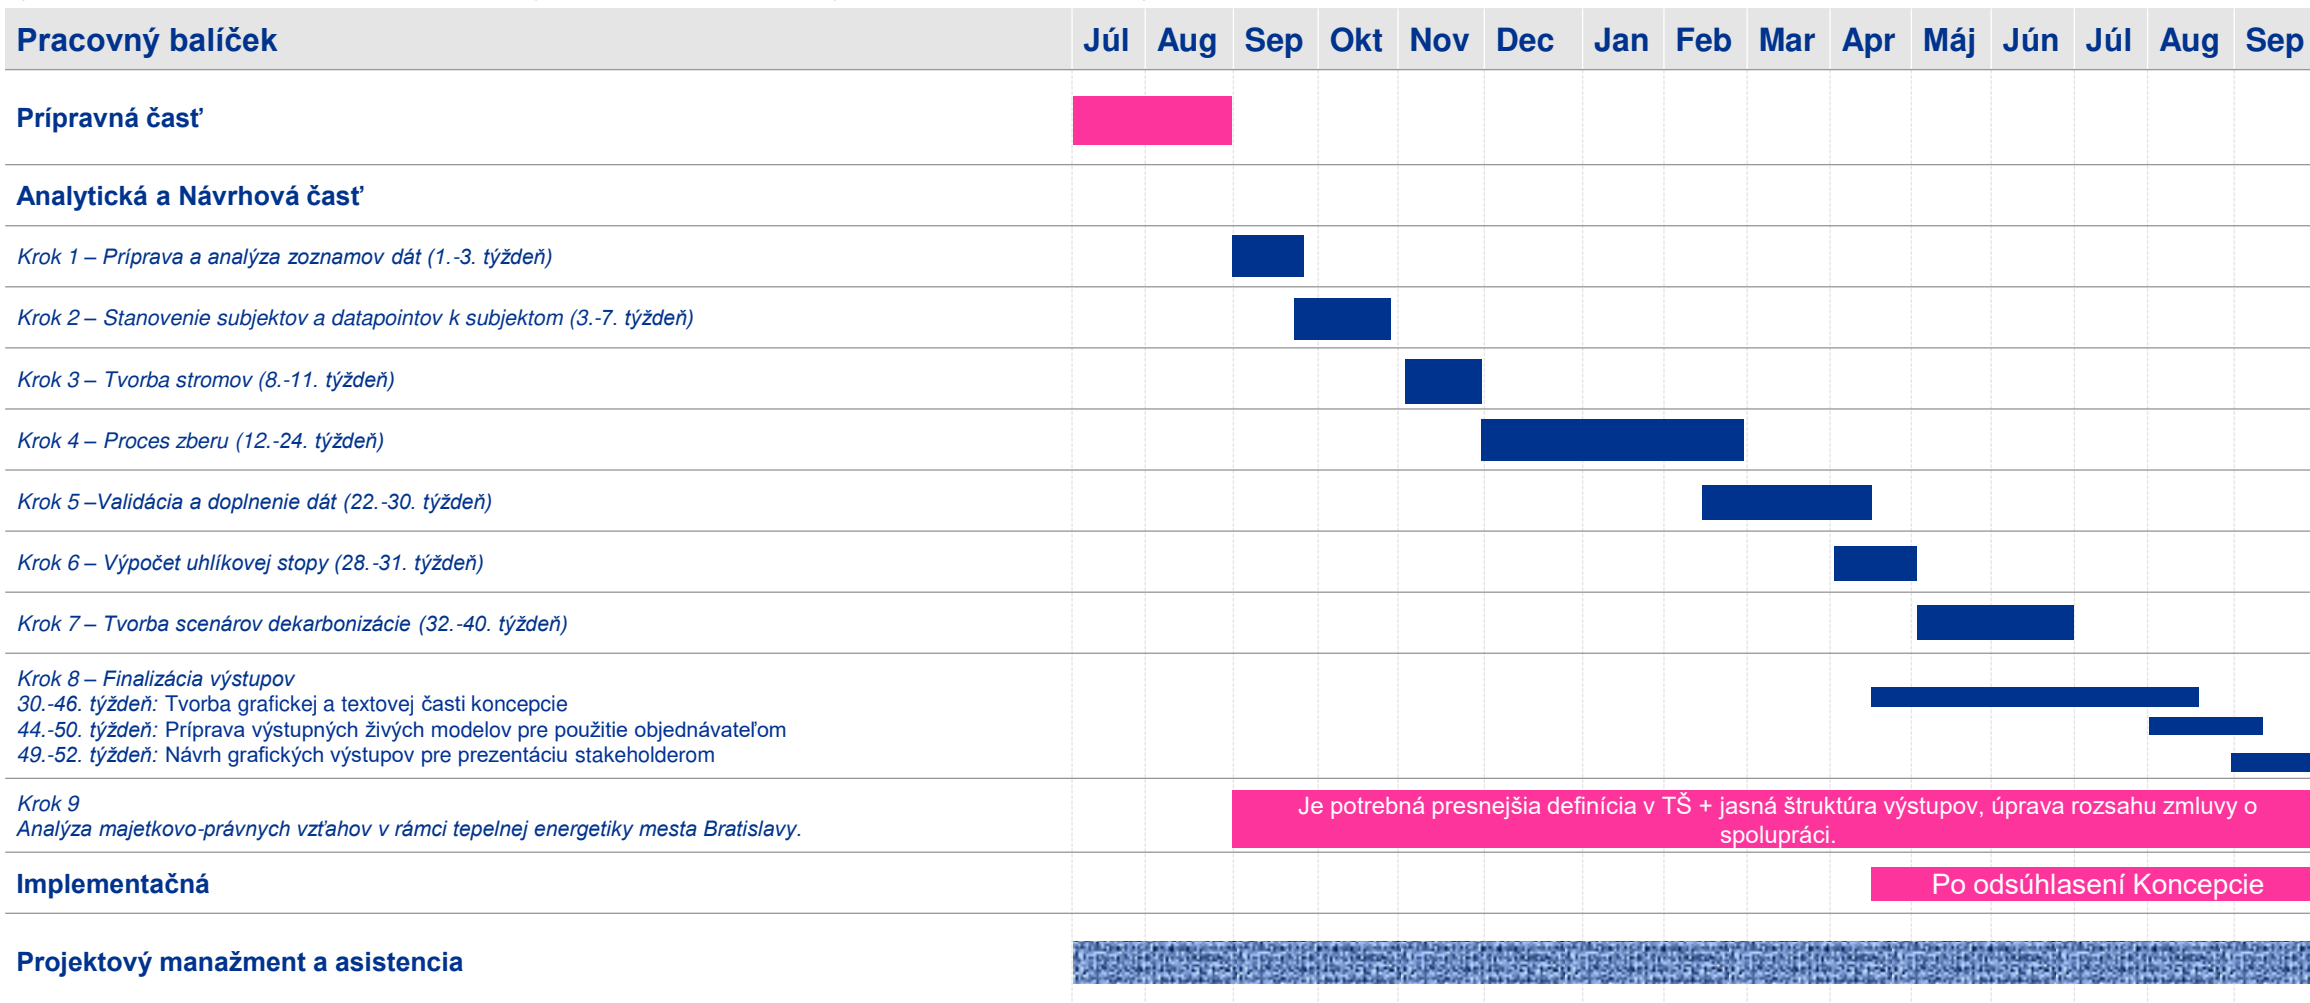 Pracovný balíček Júl Aug Sep Okt Nov Dec Jan Feb Mar Apr Máj Jún Júl Aug Sep
Prípravná časť
Analytická a Návrhová časť
Krok 1 – Príprava a analýza zoznamov dát (1.-3. týždeň)
Krok 2 – Stanovenie subjektov a datapointov k subjektom (3.-7. týždeň)
Krok 3 – Tvorba stromov (8.-11. týždeň)
Krok 4 – Proces zberu (12.-24. týždeň)
Krok 5 –Validácia a doplnenie dát (22.-30. týždeň)
Krok 6 – Výpočet uhlíkovej stopy (28.-31. týždeň)
Krok 7 – Tvorba scenárov dekarbonizácie (32.-40. týždeň)
Krok 8 – Finalizácia výstupov
30.-46. týždeň: Tvorba grafickej a textovej časti koncepcie
44.-50. týždeň: Príprava výstupných živých modelov pre použitie objednávateľom
49.-52. týždeň: Návrh grafických výstupov pre prezentáciu stakeholderom
Krok 9
Analýza majetkovo-právnych vzťahov v rámci tepelnej energetiky mesta Bratislavy.
Je potrebná presnejšia definícia v TŠ + jasná štruktúra výstupov, úprava rozsahu zmluvy o
spolupráci.
Implementačná
Po odsúhlasení Koncepcie
Projektový manažment a asistencia